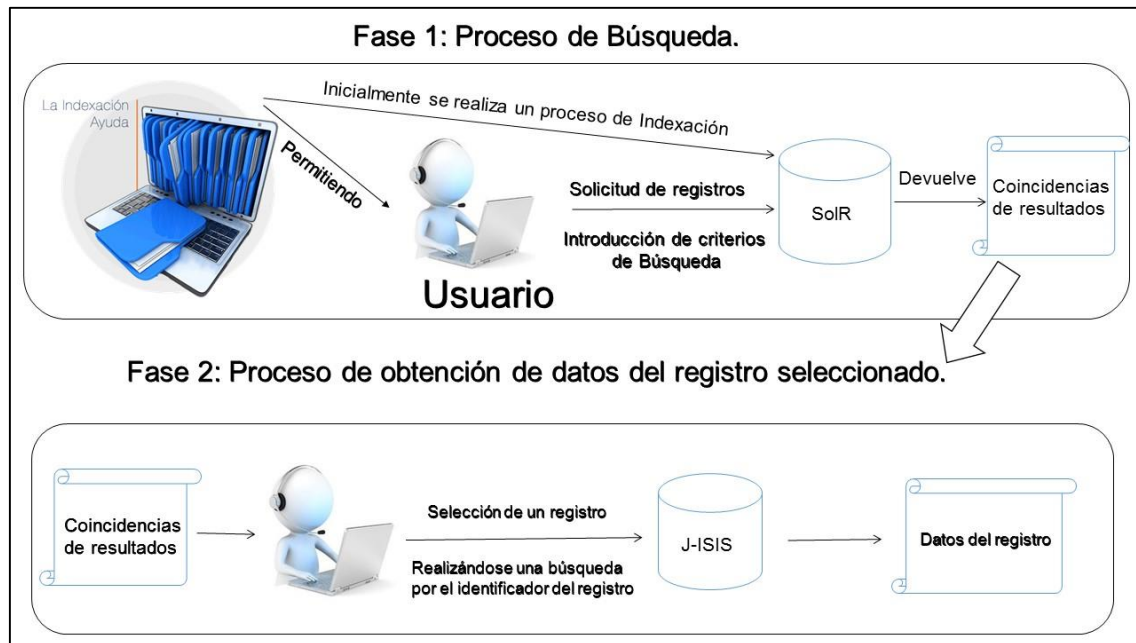 Fase 1: Proceso de Búsqueda.
La Indexación
Ayuda
Inicialmente se realiza un proceso de Indexación
Permitiendo
Usuario
Solicitud de registros
Introducción de criterios
de Búsqueda
SolR
Devuelve
Coincidencias
de resultados
Fase 2: Proceso de obtención de datos del registro seleccionado.
Coincidencias
de resultados
Selección de un registro
Realizándose una búsqueda
por el identificador del registro
J-ISIS
Datos del registro